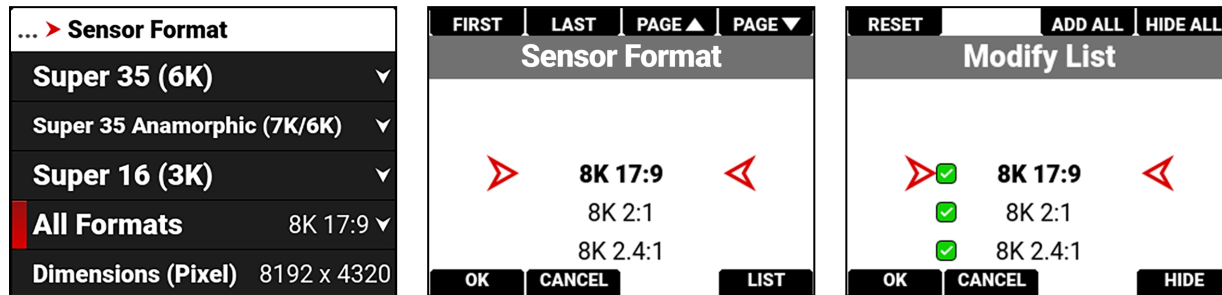 ... Sensor Format
Super 35 (6K)
Super 35 Anamorphic (7K/6K)
Super 16 (3K)
All Formats 8K 17:9
Dimensions (Pixel) 8192 x 4320
FIRST LAST PAGE▲ PAGE▼
Sensor Format
8K 17:9
8K 2:1
8K 2.4:1
OK CANCEL LIST
RESET ADD ALL HIDE ALL
Modify List
8K 17:9
8K 2:1
8K 2.4:1
OK CANCEL HIDE